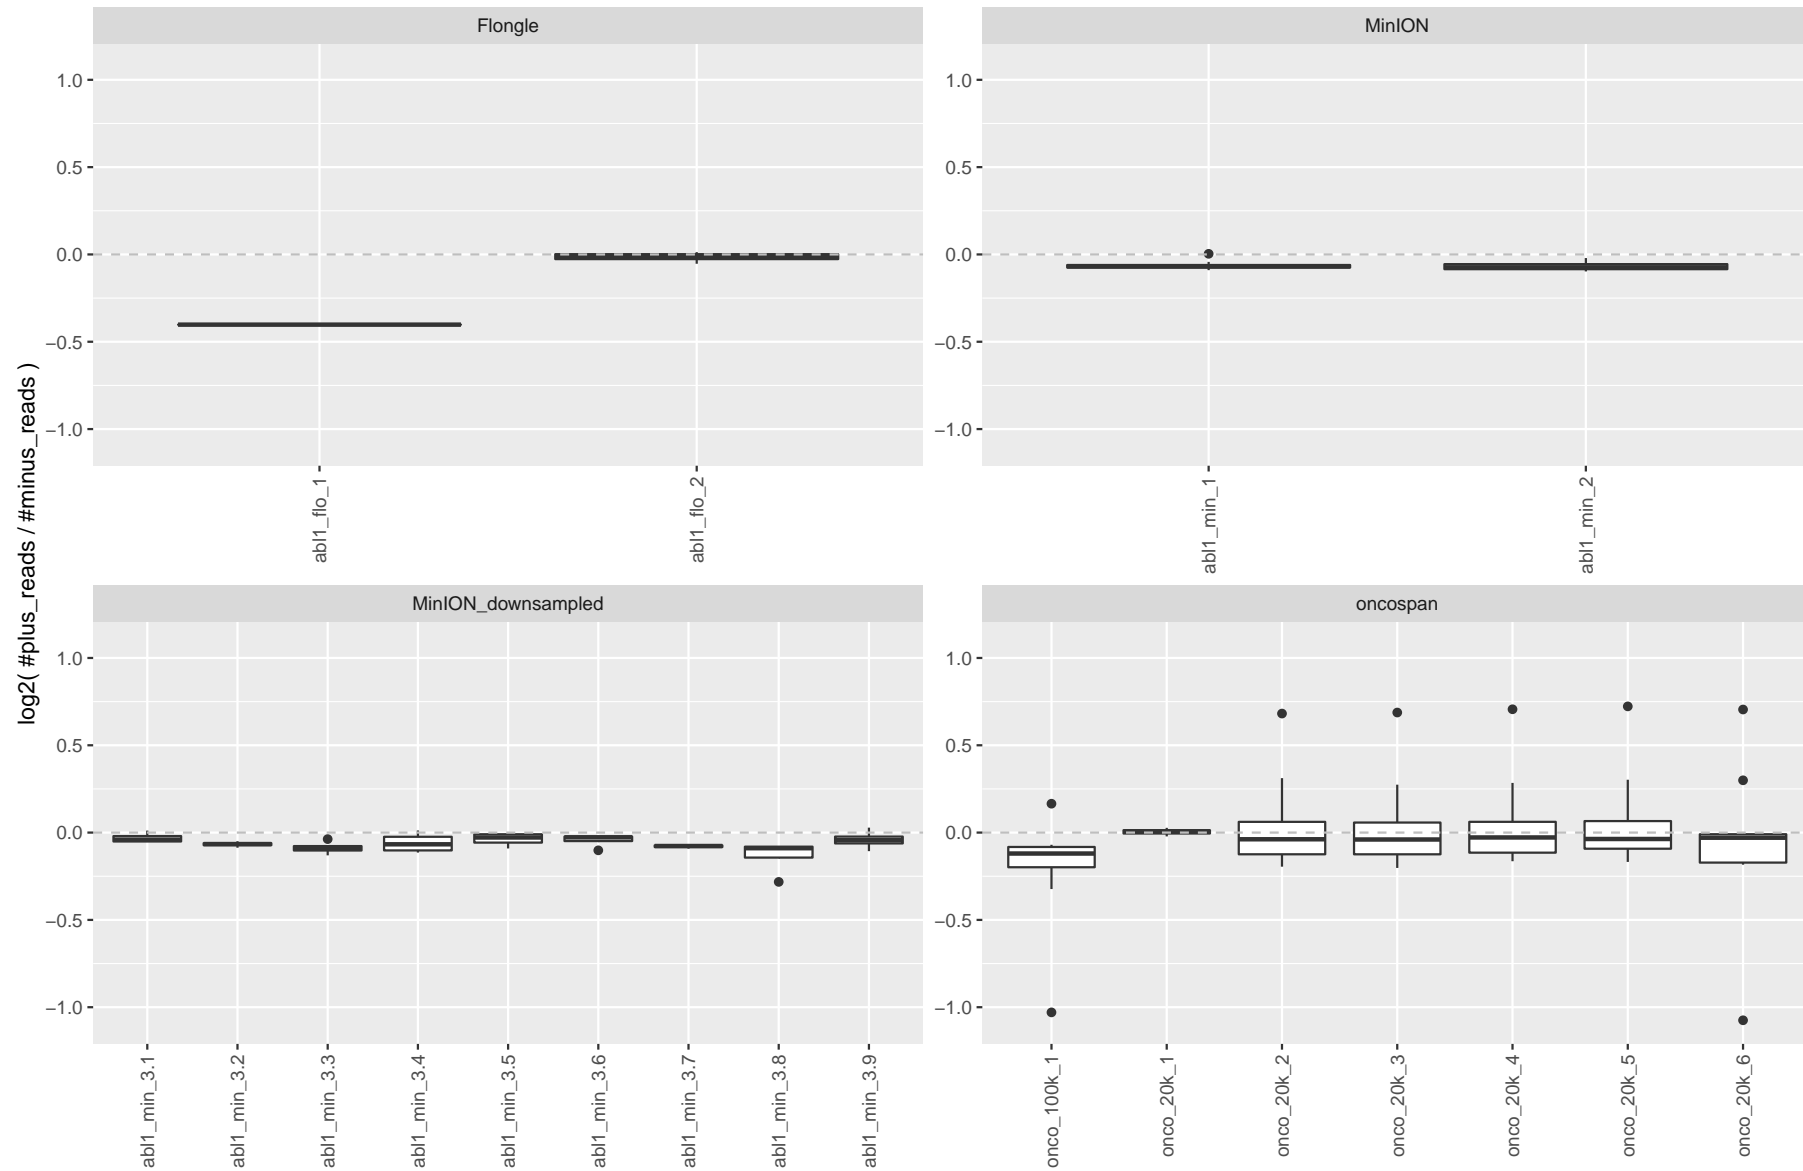 log2( #plus_reads / #minus_reads )
Flongle
1.0
0.5
0.0
−0.5
−1.0
abl1_flo_1
abl1_flo_2
MinION
1.0
0.5
0.0
−0.5
−1.0
abl1_min_1
abl1_min_2
MinION_downsampled
1.0
0.5
0.0
−0.5
−1.0
abl1_min_3.1
abl1_min_3.2
abl1_min_3.3
abl1_min_3.4
abl1_min_3.5
abl1_min_3.6
abl1_min_3.7
abl1_min_3.8
abl1_min_3.9
oncospan
1.0
0.5
0.0
−0.5
−1.0
onco_100k_1
onco_20k_1
onco_20k_2
onco_20k_3
onco_20k_4
onco_20k_5
onco_20k_6